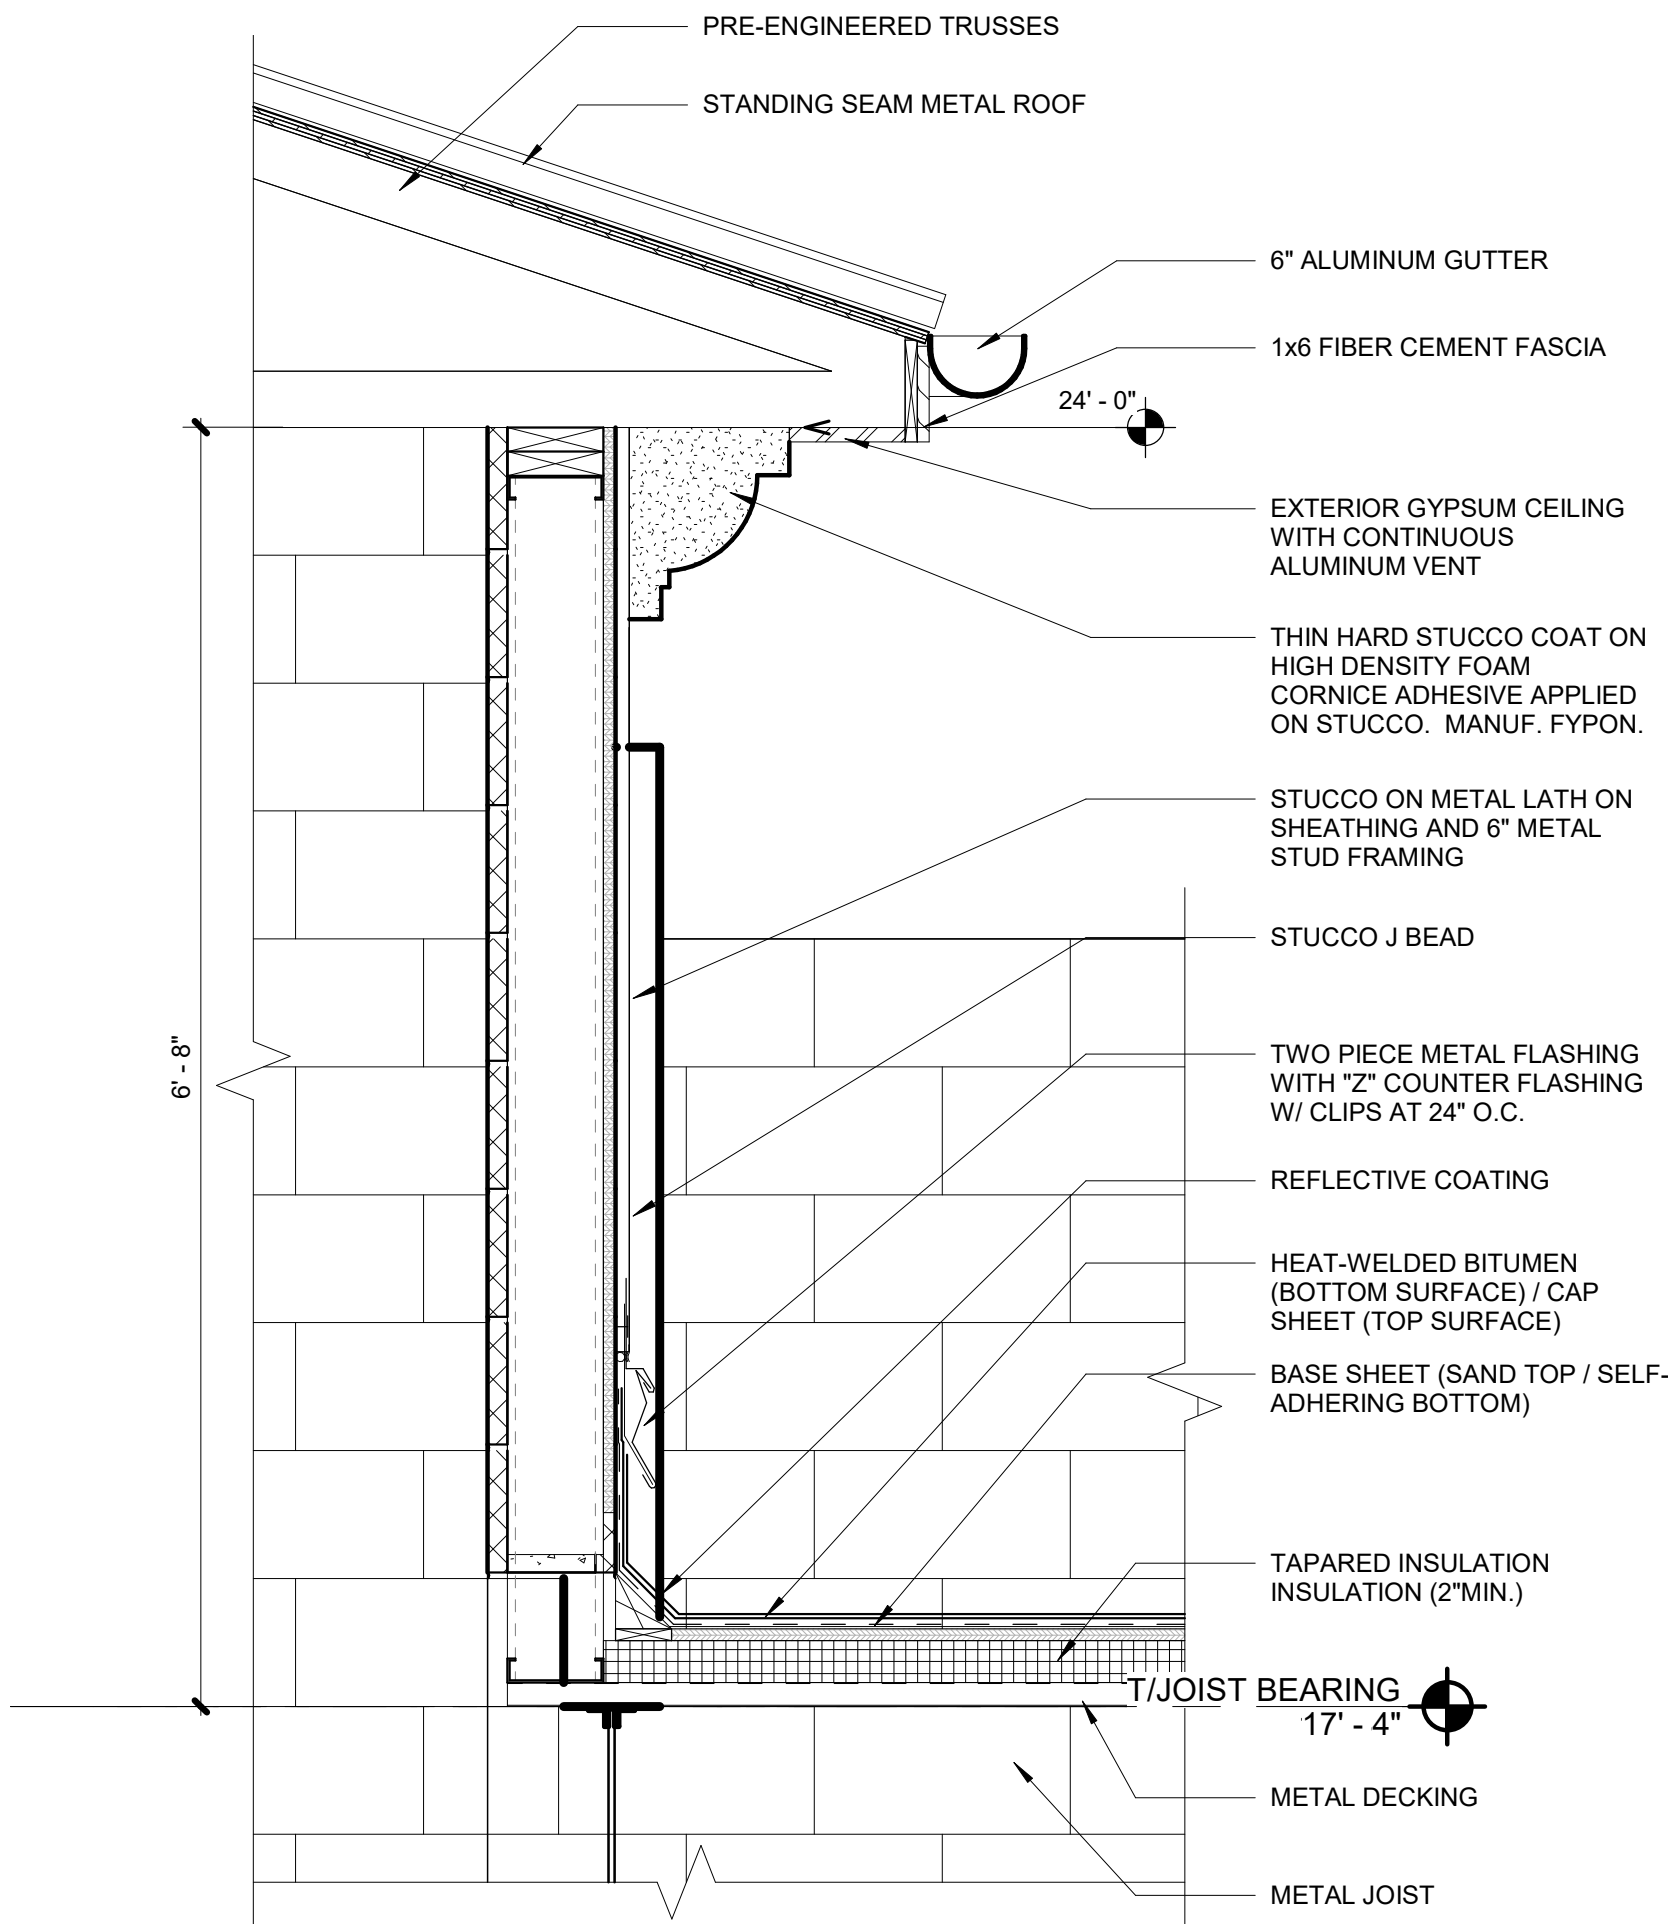 PRE-ENGINEERED TRUSSES
STANDING SEAM METAL ROOF
6" ALUMINUM GUTTER
1x6 FIBER CEMENT FASCIA
24' - 0"
EXTERIOR GYPSUM CEILING
WITH CONTINUOUS
ALUMINUM VENT
THIN HARD STUCCO COAT ON
HIGH DENSITY FOAM
CORNICE ADHESIVE APPLIED
ON STUCCO.  MANUF. FYPON.
STUCCO ON METAL LATH ON
SHEATHING AND 6" METAL
STUD FRAMING
STUCCO J BEAD
6' - 8"
TWO PIECE METAL FLASHING
WITH "Z" COUNTER FLASHING
W/ CLIPS AT 24" O.C.
REFLECTIVE COATING
HEAT-WELDED BITUMEN
(BOTTOM SURFACE) / CAP
SHEET (TOP SURFACE)
BASE SHEET (SAND TOP / SELF-
ADHERING BOTTOM)
TAPARED INSULATION
INSULATION (2"MIN.)
T/JOIST BEARING
17' - 4"
METAL DECKING
METAL JOIST